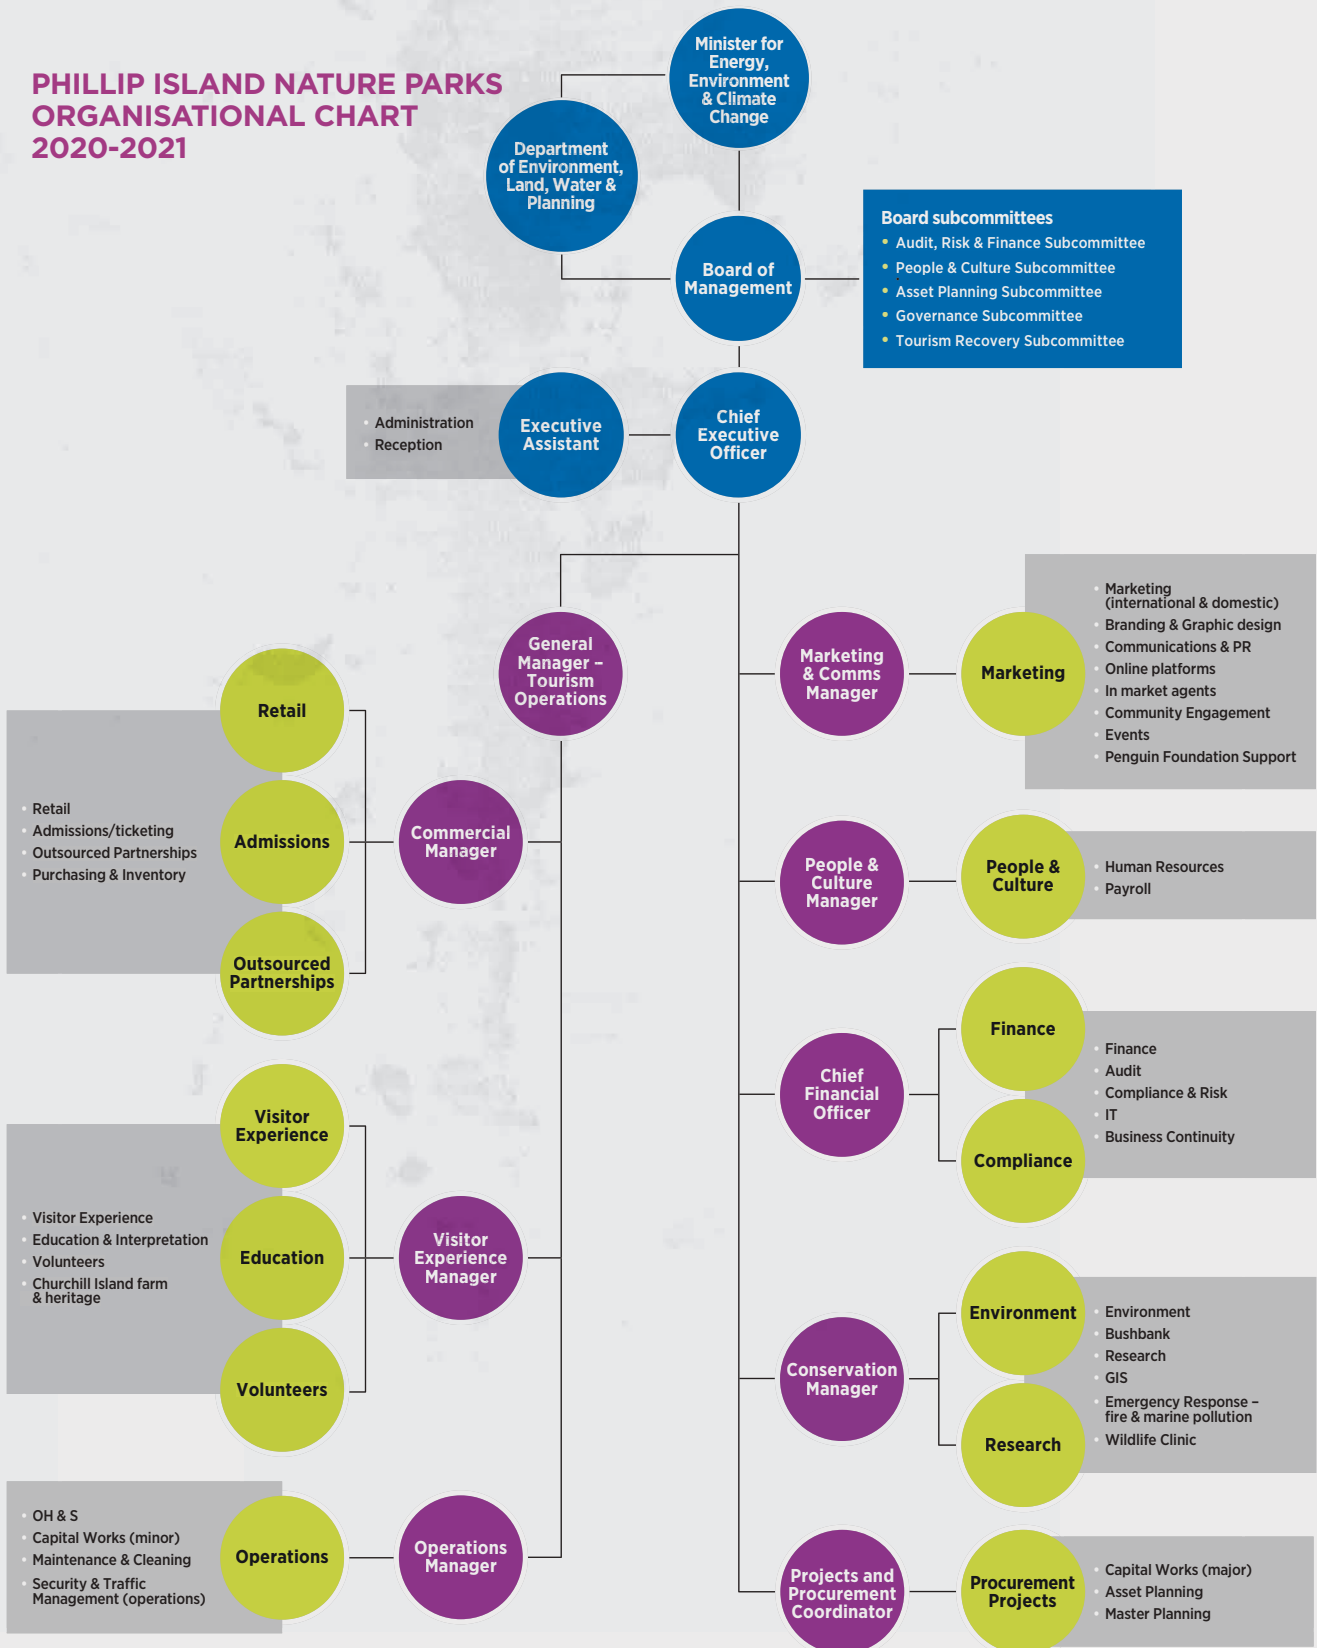 PHILLIP ISLAND NATURE PARKS
ORGANISATIONAL CHART
2020-2021
Minister for
Energy,
Environment
& Climate
Change
Department
of Environment,
Land, Water &
Planning
Board of
Management
Board subcommittees
• Audit, Risk & Finance Subcommittee
• People & Culture Subcommittee
• Asset Planning Subcommittee
• Governance Subcommittee
• Tourism Recovery Subcommittee
• Administration
• Reception
Executive
Assistant
Chief
Executive
Officer
General
Manager –
Tourism
Operations
Retail
Admissions
Outsourced
Partnerships
• Retail
• Admissions/ticketing
• Outsourced Partnerships
• Purchasing & Inventory
Commercial
Manager
Visitor
Experience
Education
Volunteers
• Visitor Experience
• Education & Interpretation
• Volunteers
• Churchill Island farm
& heritage
Visitor
Experience
Manager
• OH & S
• Capital Works (minor)
• Maintenance & Cleaning
• Security & Traffic
Management (operations)
Operations
Operations
Manager
Marketing
& Comms
Manager
Marketing
• Marketing
(international & domestic)
• Branding & Graphic design
• Communications & PR
• Online platforms
• In market agents
• Community Engagement
• Events
• Penguin Foundation Support
People &
Culture
Manager
People &
Culture
• Human Resources
• Payroll
Chief
Financial
Officer
Finance
Compliance
• Finance
• Audit
• Compliance & Risk
• IT
• Business Continuity
Conservation
Manager
Environment
Research
• Environment
• Bushbank
• Research
• GIS
• Emergency Response –
fire & marine pollution
• Wildlife Clinic
Projects and
Procurement
Coordinator
Procurement
Projects
• Capital Works (major)
• Asset Planning
• Master Planning